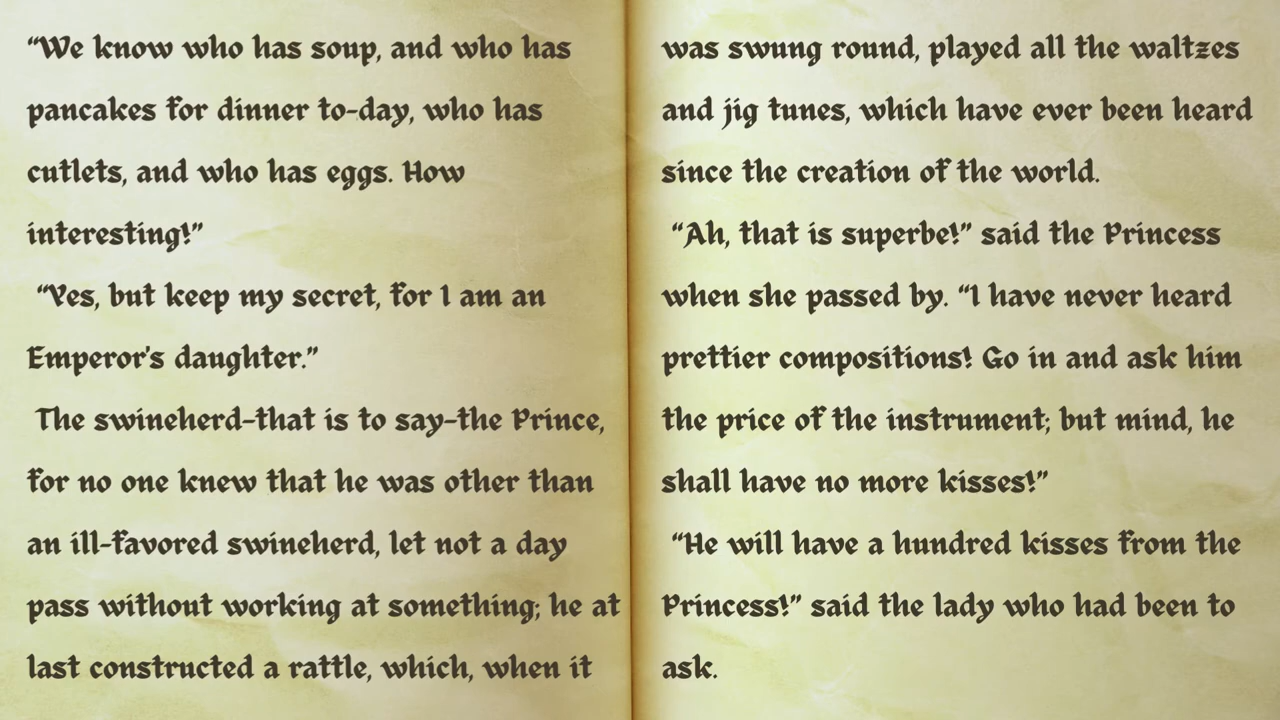 “We know who has soup, and who has
pancakes for dinner to-day, who has
cutlets, and who has eggs. How
interesting!”
“Yes, but keep my secret, for I am an
Emperor’s daughter.”
The swineherd–that is to say–the Prince,
for no one knew that he was other than
an ill-favored swineherd, let not a day
pass without working at something; he at
last constructed a rattle, which, when it
was swung round, played all the waltzes
and jig tunes, which have ever been heard
since the creation of the world.
“Ah, that is superbe!” said the Princess
when she passed by. “I have never heard
prettier compositions! Go in and ask him
the price of the instrument; but mind, he
shall have no more kisses!”
“He will have a hundred kisses from the
Princess!” said the lady who had been to
ask.